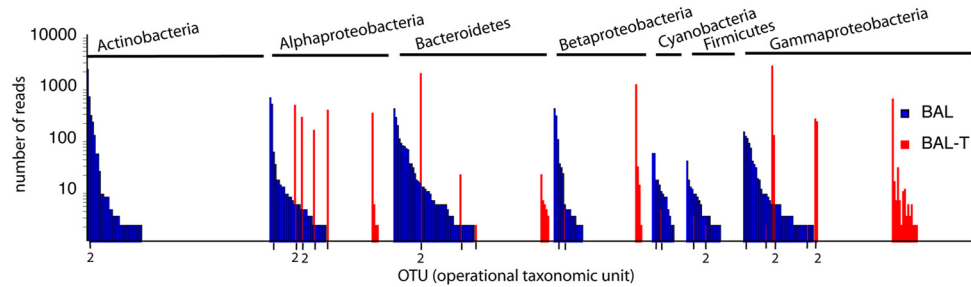 Actinobacteria
Alphaproteobacteria
Bacteroidetes
Betaproteobacteria
Cyanobacteria
Firmicutes
Gammaproteobacteria
10000
1000
100
10
number of reads
BAL
BAL-T
2 2 2 2 2 2 2
OTU (operational taxonomic unit)